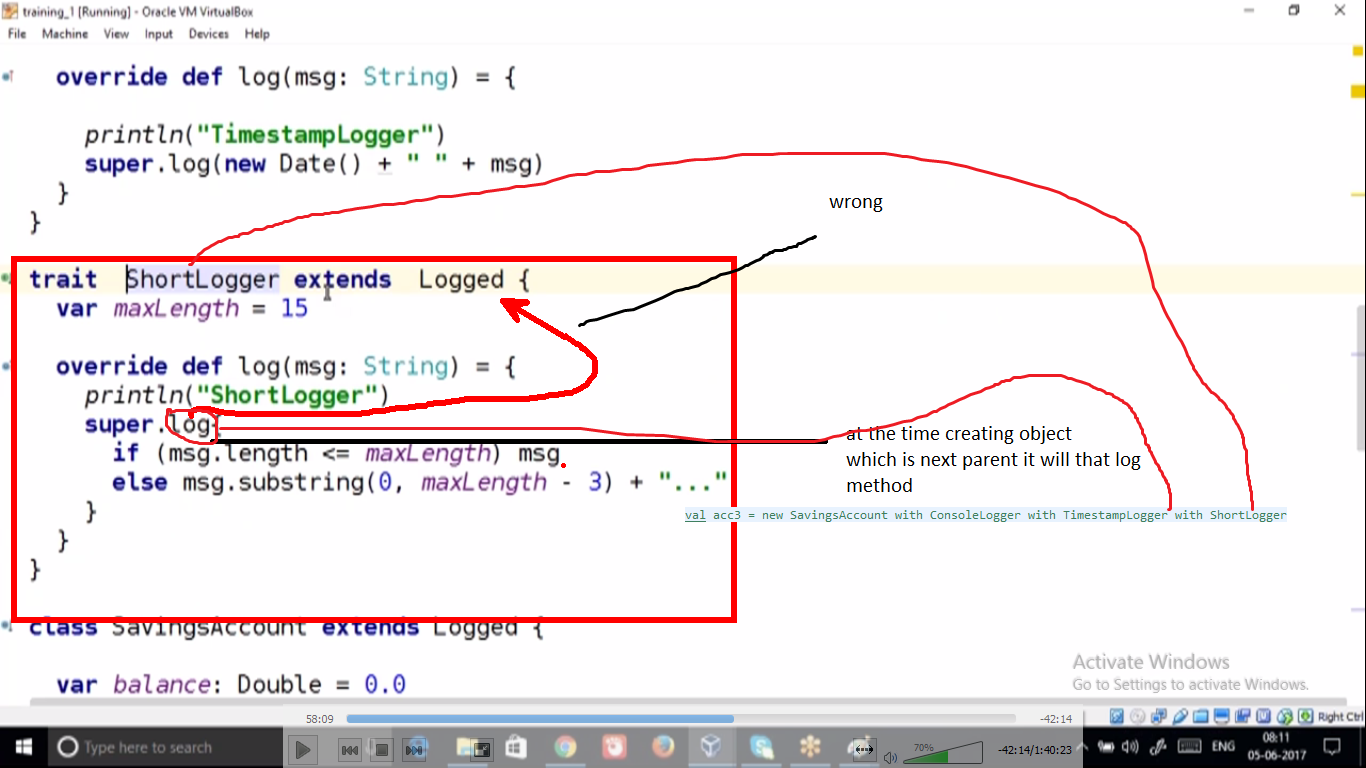 training_1 [Running] - Oracle VM VirtualBox
File Machine View Input Devices Help
override def log(msg: String) = {
println("TimestampLogger")
super.log(new Date() + " " + msg)
}
}
wrong
trait ShortLogger extends Logged {
var maxLength = 15
override def log(msg: String) = {
println("ShortLogger")
super.log{
at the time creating object
which is next parent it will that log
method
if (msg.length <= maxLength) msg
else msg.substring(0, maxLength - 3) + "..."
}
val acc3 = new SavingsAccount with ConsoleLogger with TimestampLogger with ShortLogger
}
}
class SavingsAccount extends Logged {
var balance: Double = 0.0
Activate Windows
Go to Settings to activate Windows.
58:09
-42:14
Right Ctrl
Type here to search
70%
-42:14/1:40:23
ENG
08:11
05-06-2017